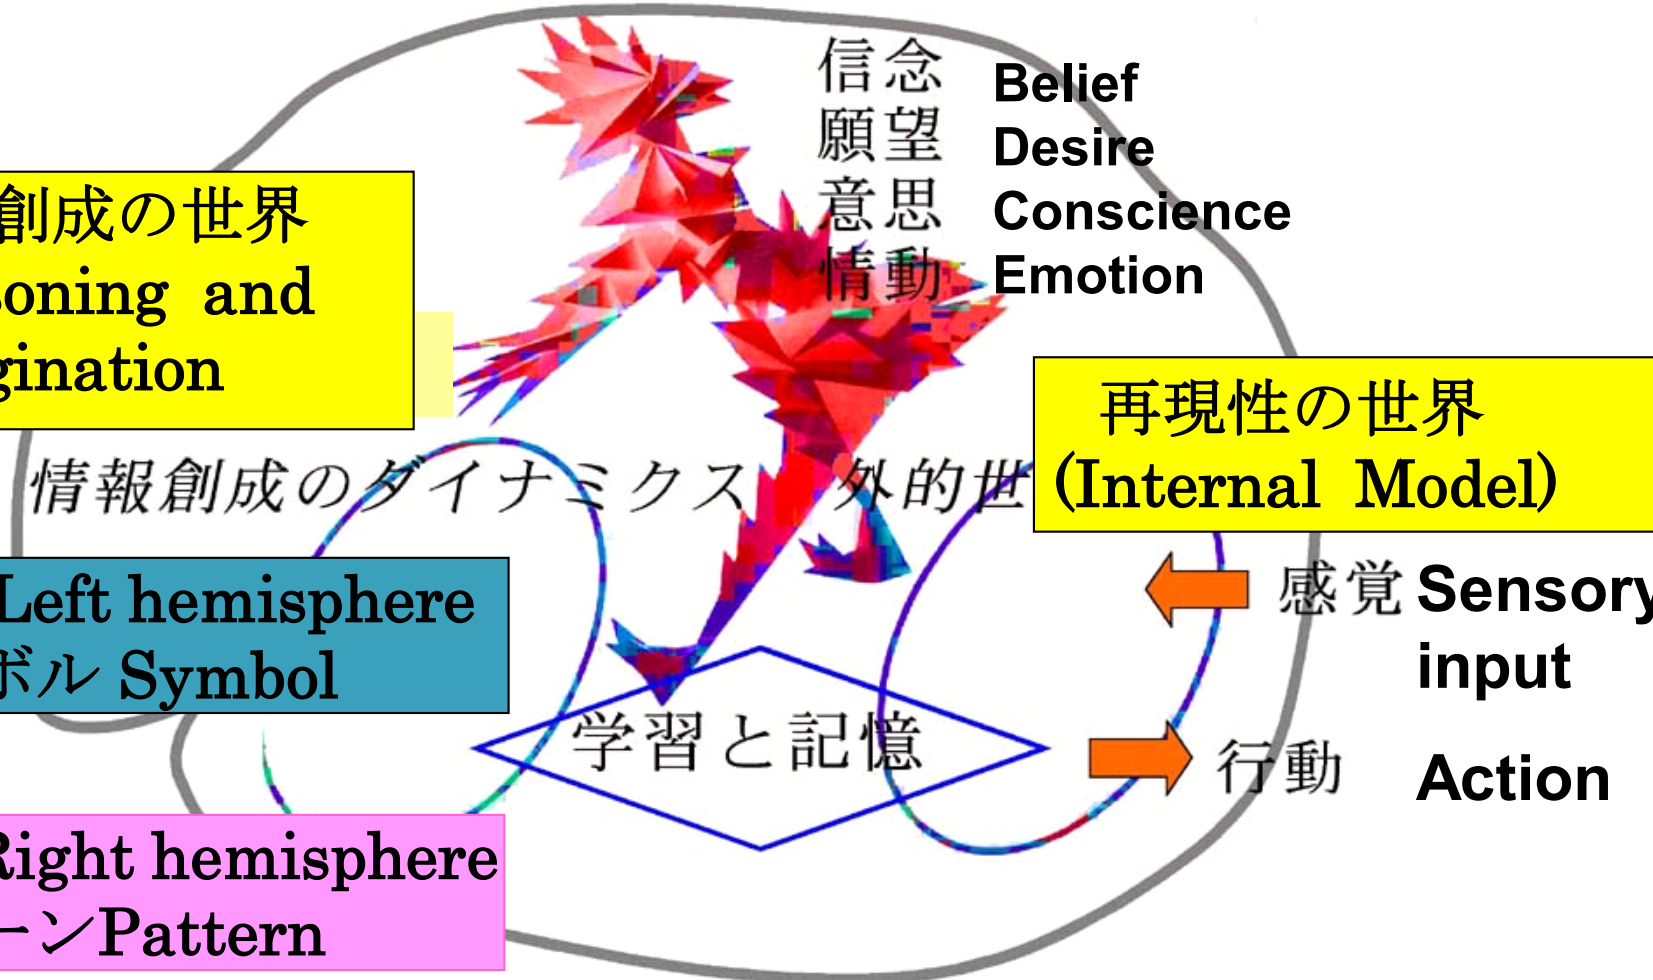 信念 Belief
願望 Desire
意思 Conscience
情動 Emotion
創成の世界
soning and
gination
再現性の世界
(Internal Model)
情報創成のダイナミクス 外的世
Left hemisphere
ボル Symbol
感覚 Sensory
input
学習と記憶
行動 Action
Right hemisphere
ーンPattern